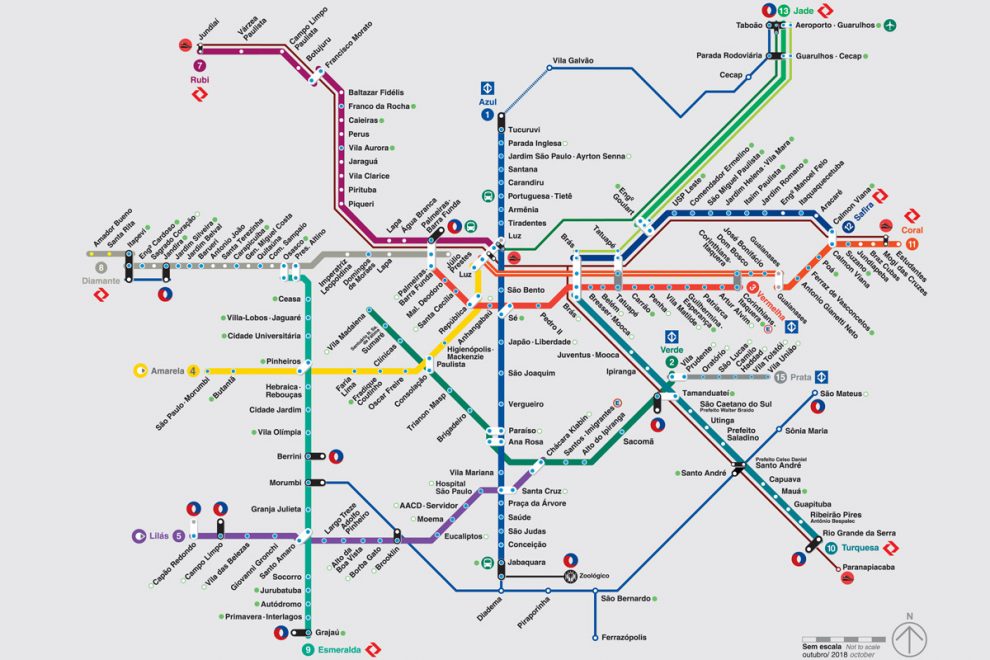 Jundiaí
Várzea
Paulista
Campo Limpo
Paulista
Botujuru
Francisco Morato
7
Rubi
Baltazar Fidélis
Franco da Rocha
Caieiras
Perus
Vila Aurora
Jaraguá
Vila Clarice
Pirituba
Piqueri
Lapa
Água Branca
Palmeiras-
Barra Funda
Azul
1
Tucuruvi
Parada Inglesa
Jardim São Paulo - Ayrton Senna
Santana
Carandiru
Portuguesa - Tietê
Armênia
Tiradentes
Luz
Vila Galvão
13 Jade
Taboão
Aeroporto - Guarulhos
Parada Rodoviária
Guarulhos - Cecap
Cecap
Engº
Goulart
USP Leste
Comendador Ermelino
São Miguel Paulista
Jardim Helena - Vila Mara
Itaim Paulista
Jardim Romano
Engº Manoel Feio
Itaquaquecetuba
Aracaré
Calmon Viana
Safira
Coral
11
Estudantes
Mogi das Cruzes
Braz Cubas
Jundiapeba
Suzano
Calmon Viana
Poá
Ferraz de Vasconcelos
Antonio Gianetti Neto
Guaianases
Amador Bueno
Santa Rita
Itapevi
Engº Cardoso
Sagrado Coração
Jandira
Jardim Silveira
Jardim Belval
Barueri
Antonio João
Santa Terezinha
Carapicuíba
Gen. Miguel Costa
Quitaúna
Com. Sampaio
Osasco
Pres. Altino
8
Diamante
Imperatriz
Leopoldina
Domingos
de Moraes
Lapa
Palmeiras-
Barra Funda
Júlio
Prestes
Luz
Mal. Deodoro
Santa Cecília
República
Anhangabaú
São Bento
Sé
Pedro II
Brás
Brás
Tatuapé
Bresser - Mooca
Belém
Tatuapé
Carrão
Penha
Vila
Matilde
Guilhermina -
Esperança
Patriarca
Artur Alvim
Corinthians -
Itaquera
Corinthians -
Itaquera
Dom Bosco
José Bonifácio
Guaianases
3 Vermelha
Ceasa
Villa-Lobos - Jaguaré
Cidade Universitária
Pinheiros
Hebraica -
Rebouças
Cidade Jardim
Vila Olímpia
Berrini
Morumbi
Granja Julieta
Socorro
Jurubatuba
Autódromo
Primavera - Interlagos
Grajaú
9 Esmeralda
Amarela 4
São Paulo Morumbi
Butantã
Faria
Lima
Fradique
Coutinho
Oscar Freire
Paulista
Higienópolis -
Mackenzie
Vila Madalena
Sumaré
Clínicas
Consolação
Trianon - Masp
Brigadeiro
Paraíso
Ana Rosa
Chácara Klabin
Santos - Imigrantes
Alto do Ipiranga
Sacomã
Verde
2
Vila
Prudente
Oratório
São Lucas
Camilo
Haddad
Vila Tolstói
Vila União
15 Prata
Tamanduateí
Japão - Liberdade
São Joaquim
Vergueiro
Vila Mariana
Santa Cruz
Praça da Árvore
Saúde
São Judas
Conceição
Jabaquara
Zoológico
Lilás 5
Capão Redondo
Campo Limpo
Vila das Belezas
Giovanni Gronchi
Santo Amaro
Largo Treze
Adolfo
Pinheiro
Alto da
Boa Vista
Borba Gato
Brooklin
Eucaliptos
Moema
AACD - Servidor
Hospital
São Paulo
Juventus - Mooca
Ipiranga
São Caetano do Sul
Prefeito Walter Braido
Utinga
Prefeito
Saladino
Prefeito Celso Daniel
Santo André
Santo André
Capuava
Mauá
Guapituba
Ribeirão Pires
Antônio Bespalec
Rio Grande da Serra
10 Turquesa
Paranapiacaba
São Mateus
Sônia Maria
Diadema
Piraporinha
São Bernardo
Ferrazópolis
N
Sem escala Not to scale
outubro/ 2018 october